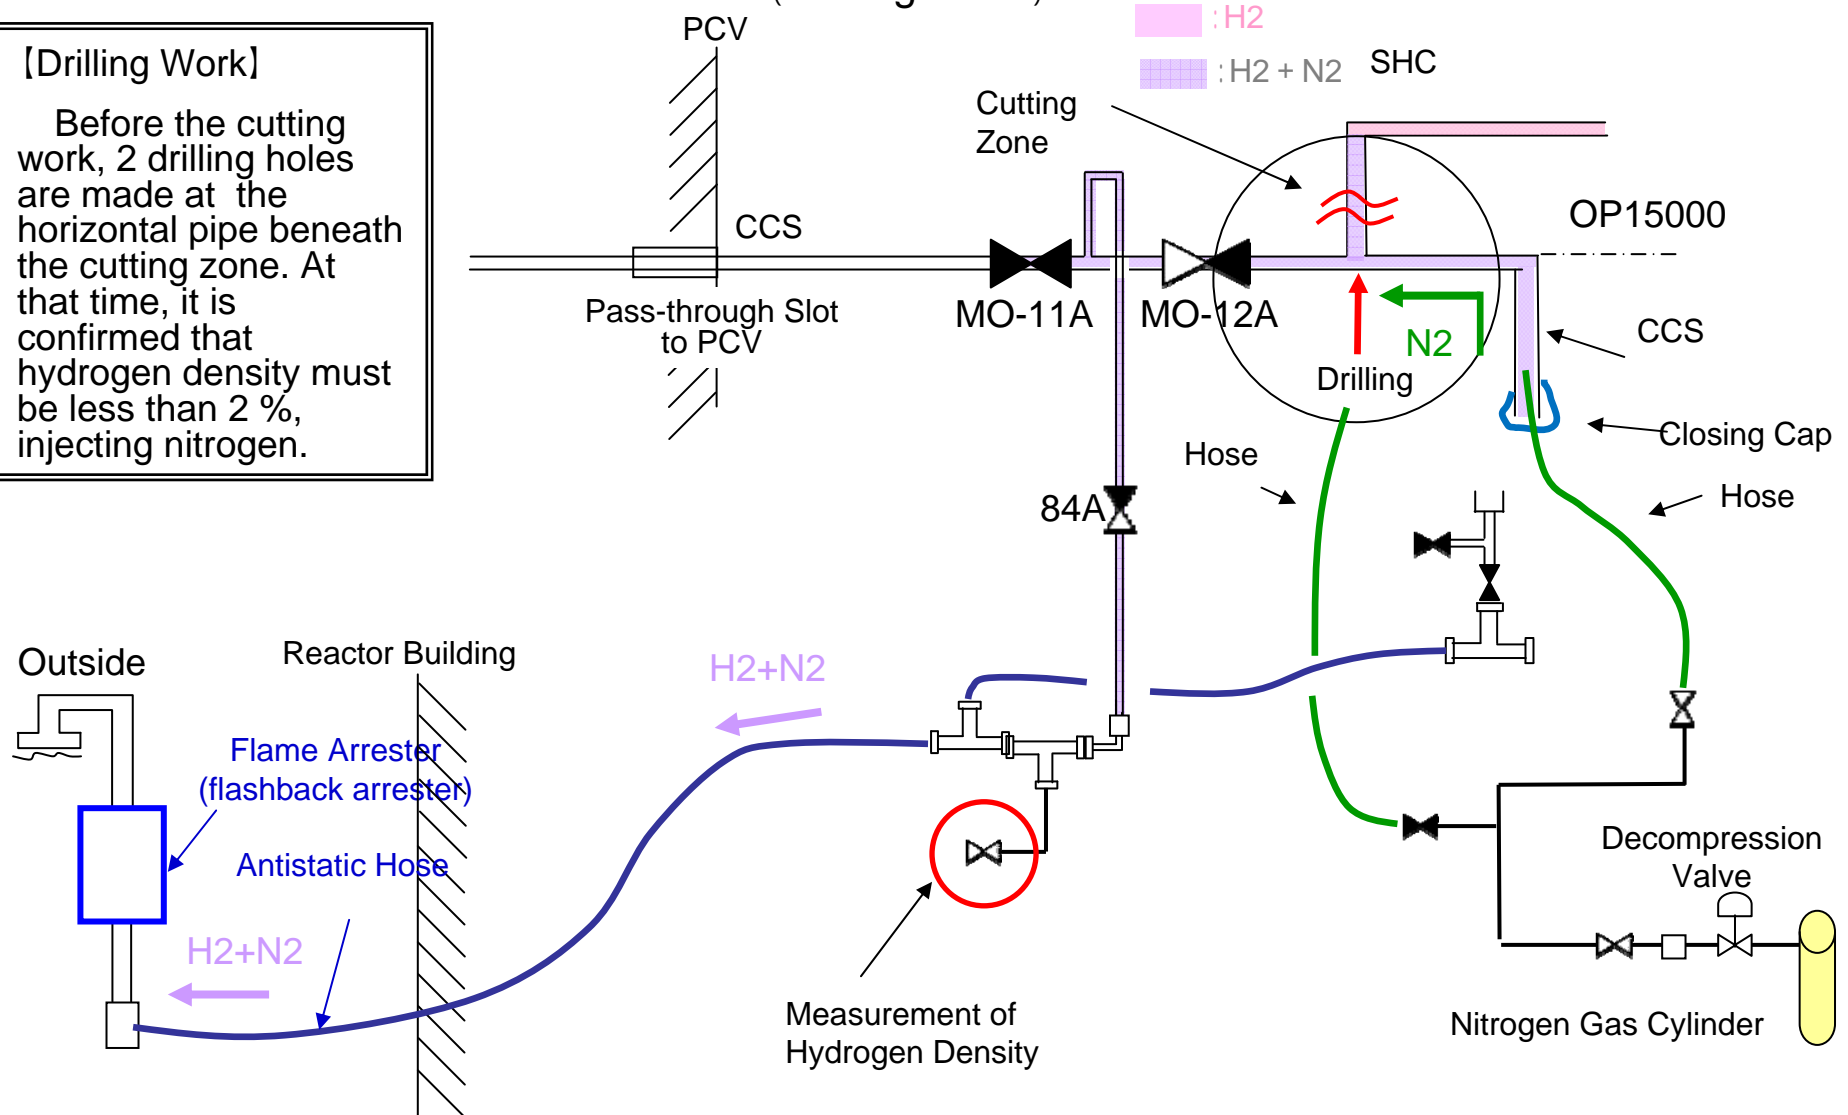 PCV
:H2
:H2 + N2
SHC
【Drilling Work】
Before the cutting
work, 2 drilling holes
are made at the
horizontal pipe beneath
the cutting zone. At
that time, it is
confirmed that
hydrogen density must
be less than 2 %,
injecting nitrogen.
Cutting
Zone
CCS
OP15000
Pass-through Slot
to PCV
MO-11A
MO-12A
N2
CCS
Drilling
Closing Cap
Hose
Hose
84A
Outside
Reactor Building
H2+N2
Flame Arrester
(flashback arrester)
Antistatic Hose
H2+N2
Decompression
Valve
Measurement of
Hydrogen Density
Nitrogen Gas Cylinder